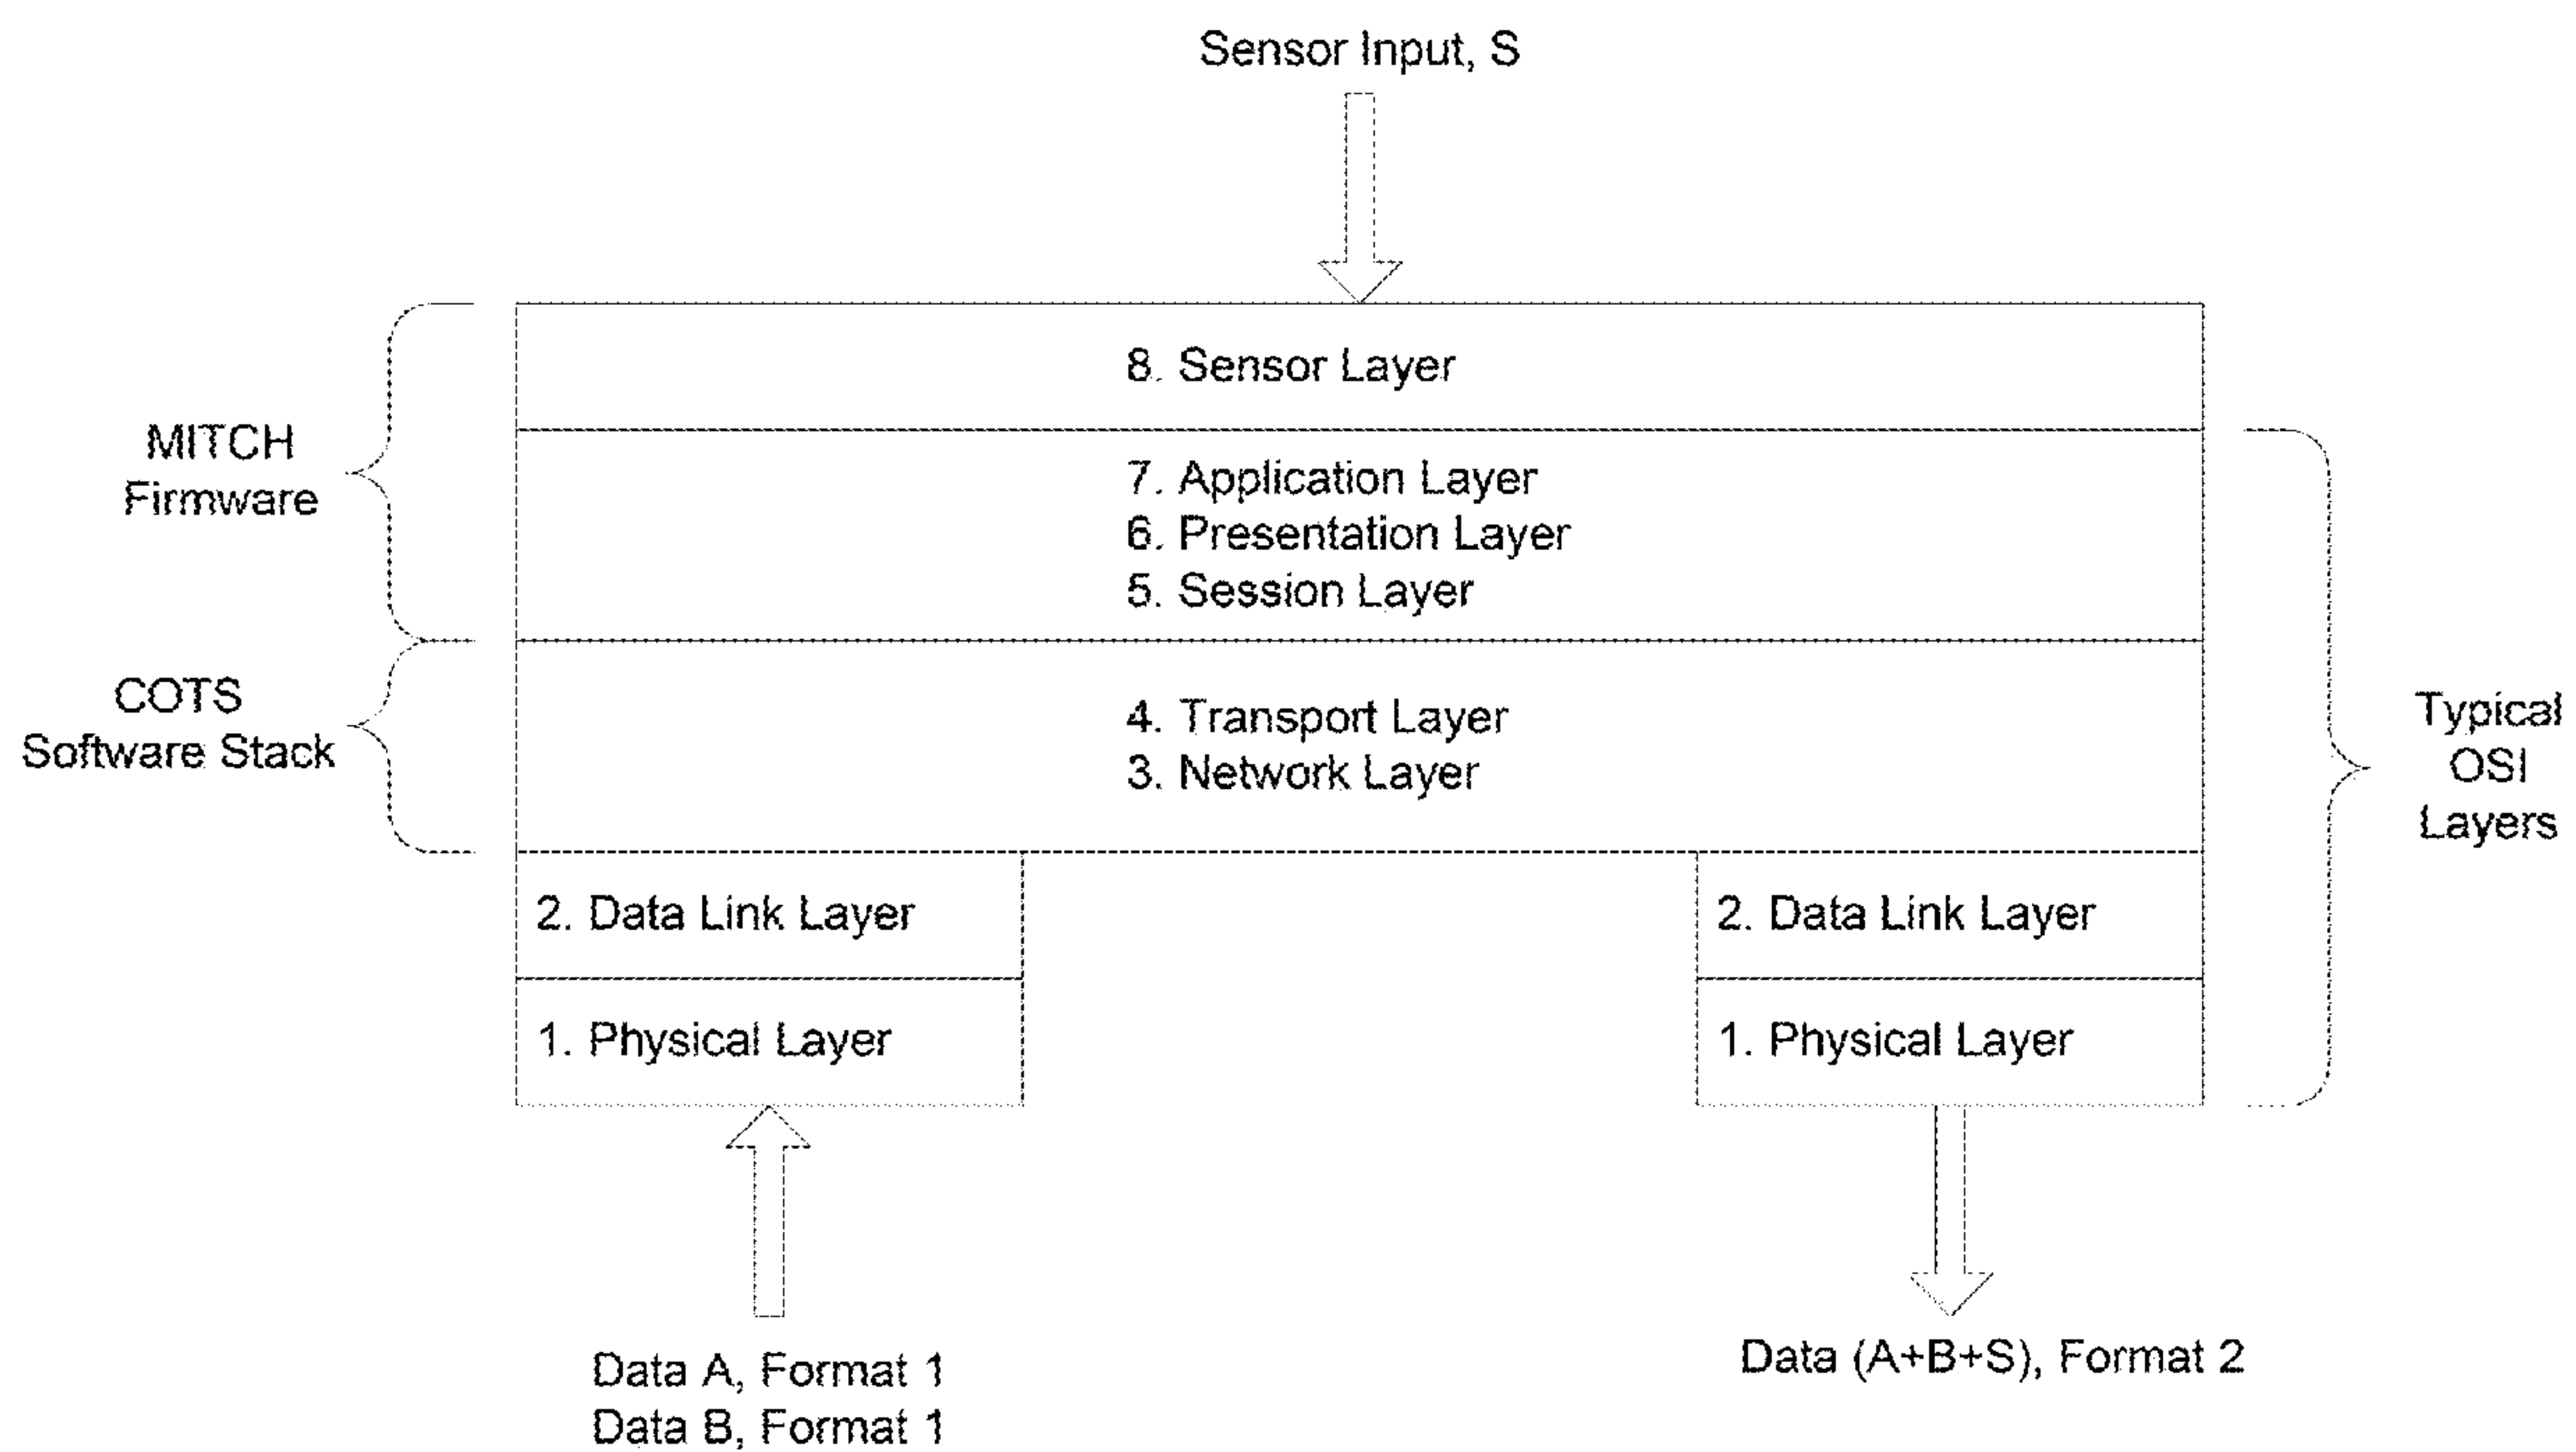 Sensor Input, S
8. Sensor Layer
MITCH
Firmware
7. Application Layer
6. Presentation Layer
5. Session Layer
COTS
Software Stack
4. Transport Layer
3. Network Layer
Typical
OSI
Layers
2. Data Link Layer
2. Data Link Layer
1. Physical Layer
1. Physical Layer
Data A, Format 1
Data B, Format 1
Data (A+B+S), Format 2